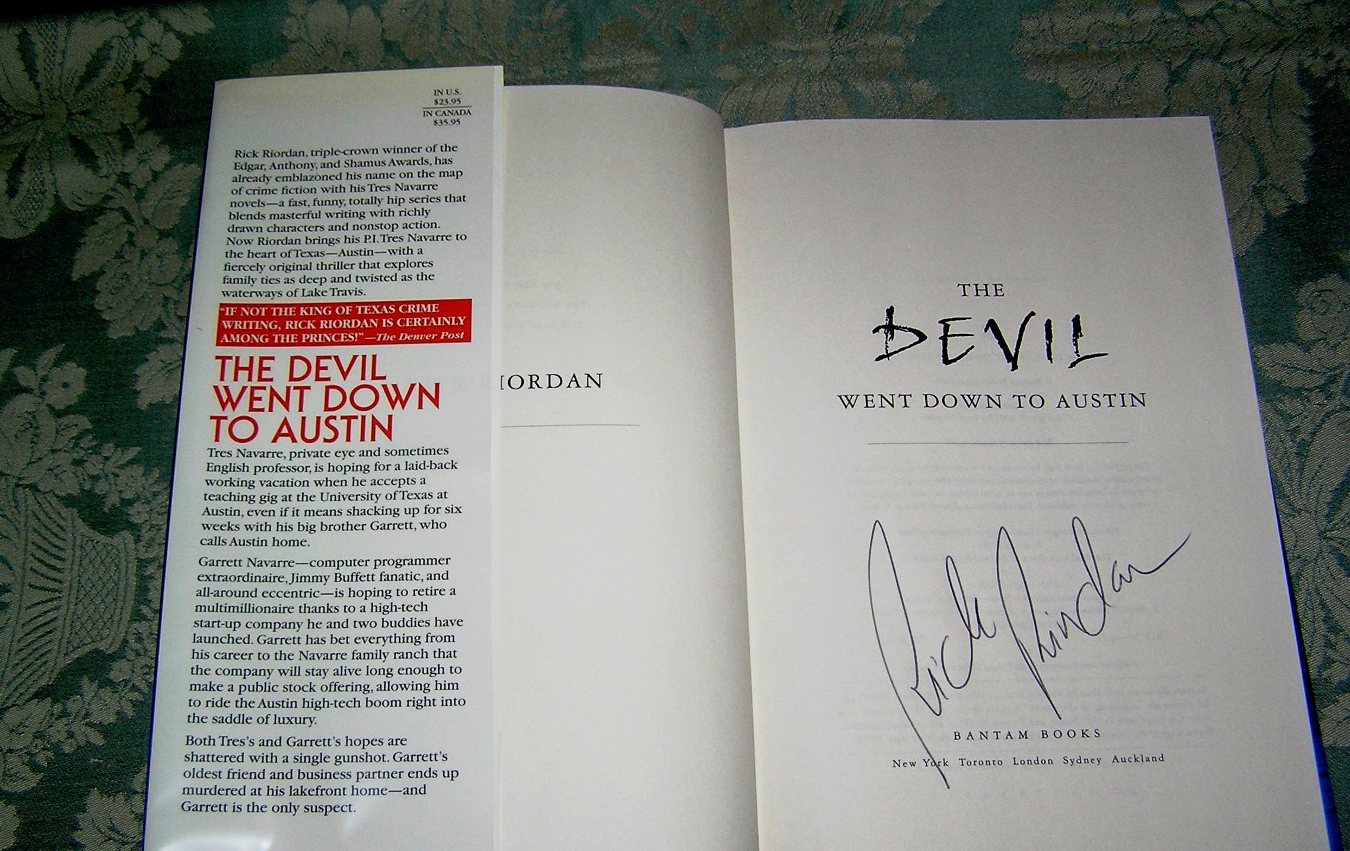 IN U.S.
$23.95
IN CANADA
$35.95
Rick Riordan, triple-crown winner of the
Edgar, Anthony, and Shamus Awards, has
already emblazoned his name on the map
of crime fiction with his Tres Navarre
novels—a fast, funny, totally hip series that
blends masterful writing with richly
drawn characters and nonstop action.
Now Riordan brings his P.I. Tres Navarre to
the heart of Texas—Austin—with a
fiercely original thriller that explores
family ties as deep and twisted as the
waterways of Lake Travis.
“IF NOT THE KING OF TEXAS CRIME
WRITING, RICK RIORDAN IS CERTAINLY
AMONG THE PRINCES!”—The Denver Post
THE DEVIL
WENT DOWN
TO AUSTIN
Tres Navarre, private eye and sometimes
English professor, is hoping for a laid-back
working vacation when he accepts a
teaching gig at the University of Texas at
Austin, even if it means shacking up for six
weeks with his big brother Garrett, who
calls Austin home.
Garrett Navarre—computer programmer
extraordinaire, Jimmy Buffett fanatic, and
all-around eccentric—is hoping to retire a
multimillionaire thanks to a high-tech
start-up company he and two buddies have
launched. Garrett has bet everything from
his career to the Navarre family ranch that
the company will stay alive long enough to
make a public stock offering, allowing him
to ride the Austin high-tech boom right into
the saddle of luxury.
Both Tres’s and Garrett’s hopes are
shattered with a single gunshot. Garrett’s
oldest friend and business partner ends up
murdered at his lakefront home—and
Garrett is the only suspect.
IORDAN
THE
DEVIL
WENT DOWN TO AUSTIN
Rick Riordan
BANTAM BOOKS
New York Toronto London Sydney Auckland